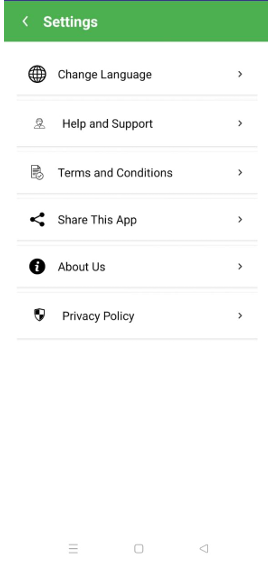 Settings
Change Language
Help and Support
Terms and Conditions
Share This App
About Us
Privacy Policy